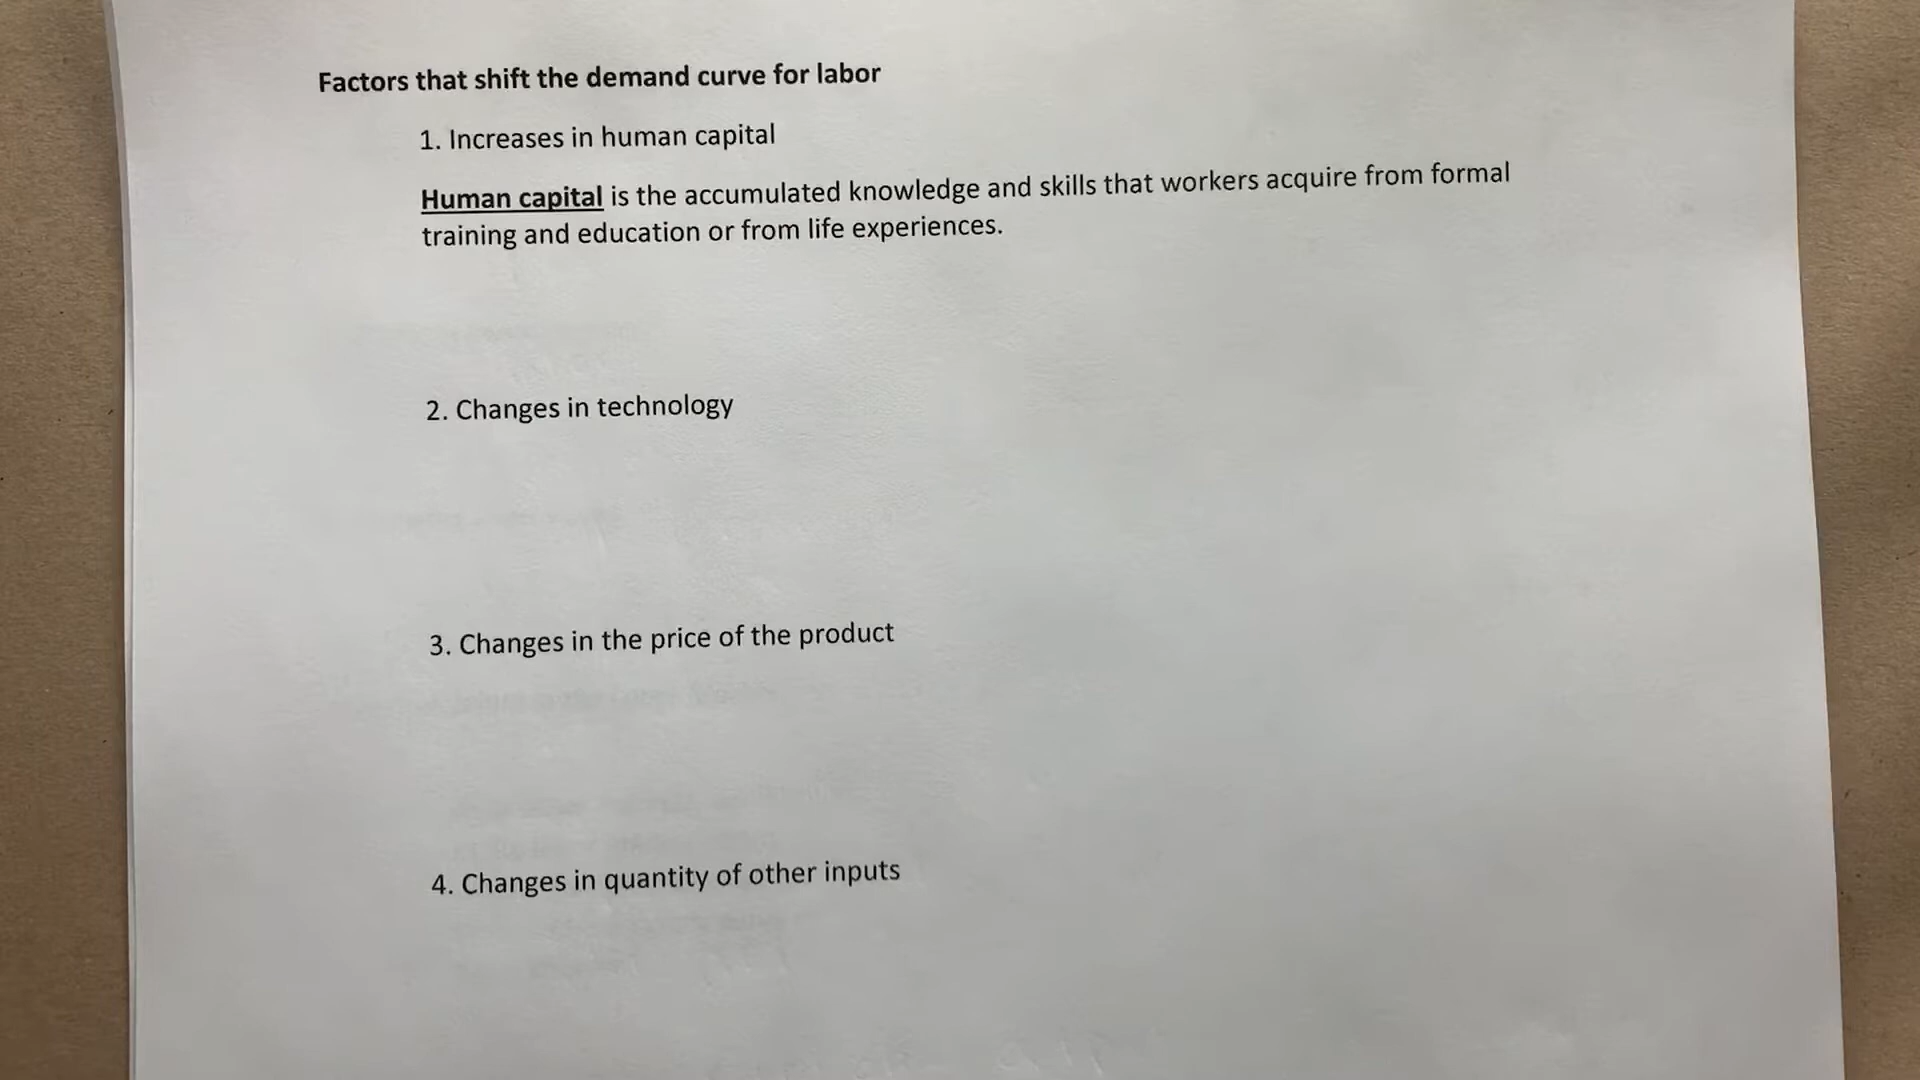 Factors that shift the demand curve for labor
1. Increases in human capital
Human capital is the accumulated knowledge and skills that workers acquire from formal
training and education or from life experiences.
2. Changes in technology
3. Changes in the price of the product
4. Changes in quantity of other inputs